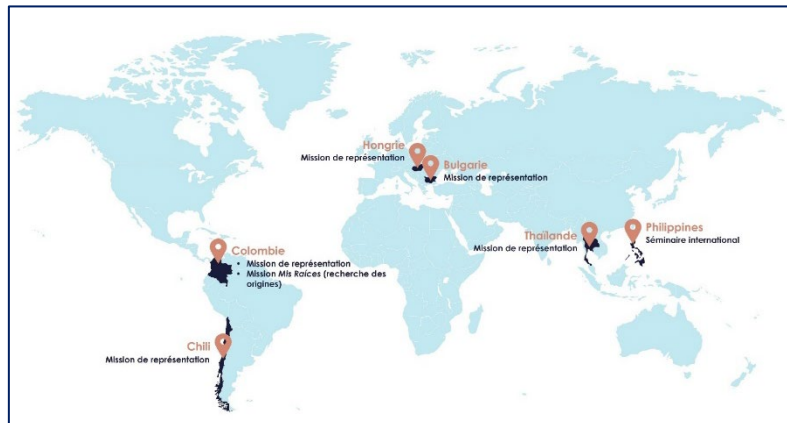 Hongrie
Mission de représentation
Bulgarie
Mission de représentation
Thaïlande
Mission de représentation
Philippines
Séminaire international
Colombie
• Mission de représentation
• Mission Mis Raíces (recherche des
origines)
Chili
Mission de représentation